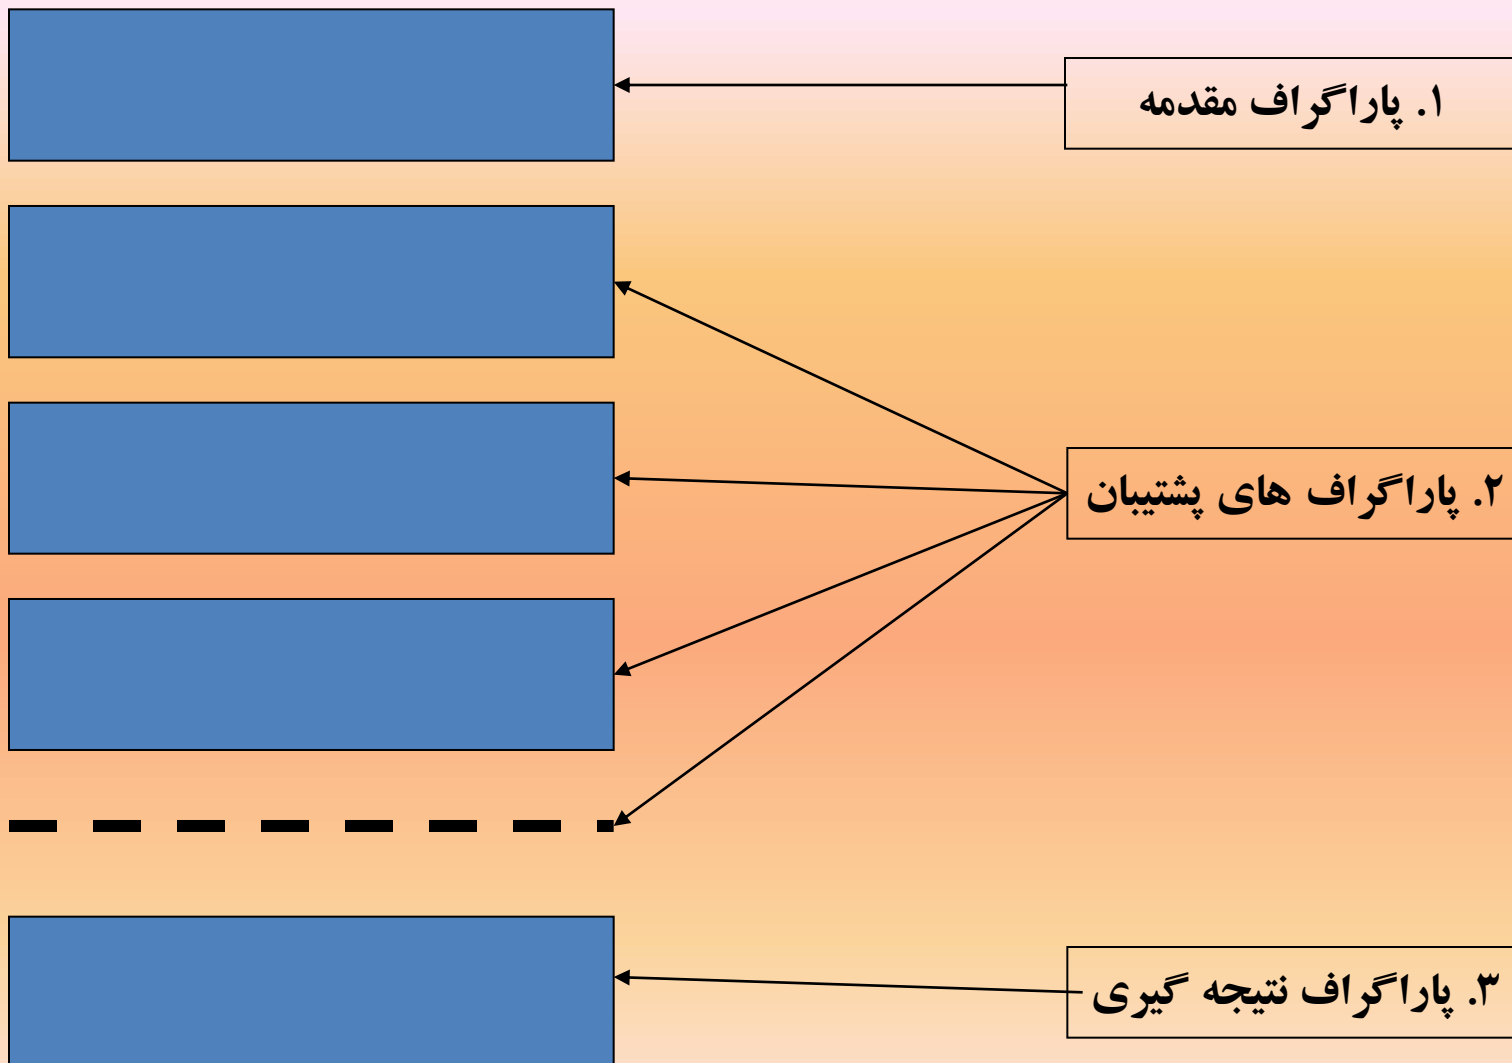 ۱. پاراگراف مقدمه
۲. پاراگراف های پشتیبان
۳. پاراگراف نتیجه گیری